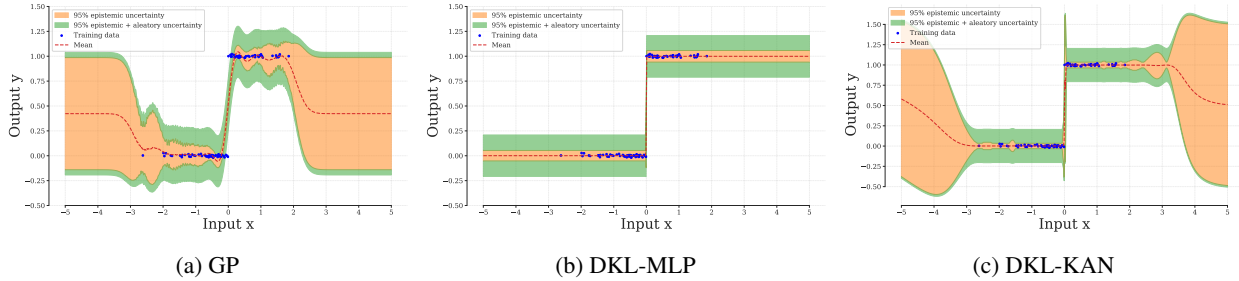 95% epistemic uncertainty
95% epistemic + aleatory uncertainty
Training data
Mean
Output y
1.50
1.25
1.00
0.75
0.50
0.25
0.00
−0.25
−0.50
−5 −4 −3 −2 −1 0 1 2 3 4 5
Input x
(a) GP
95% epistemic uncertainty
95% epistemic + aleatory uncertainty
Training data
Mean
Output y
1.50
1.25
1.00
0.75
0.50
0.25
0.00
−0.25
−0.50
−5 −4 −3 −2 −1 0 1 2 3 4 5
Input x
(b) DKL-MLP
95% epistemic uncertainty
95% epistemic + aleatory uncertainty
Training data
Mean
Output y
1.50
1.25
1.00
0.75
0.50
0.25
0.00
−0.25
−0.50
−5 −4 −3 −2 −1 0 1 2 3 4 5
Input x
(c) DKL-KAN